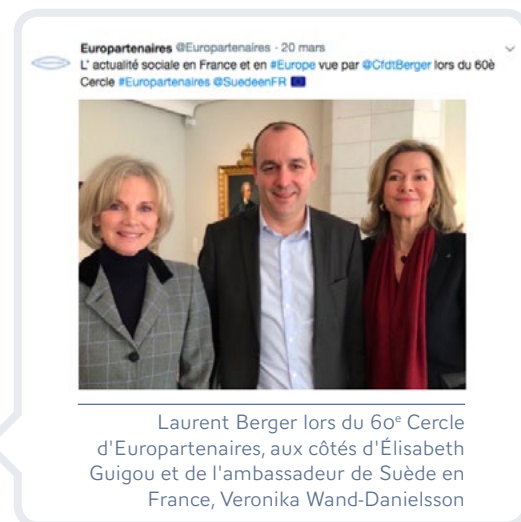 Europartenaires @Europartenaires · 20 mars
L' actualité sociale en France et en #Europe vue par @CfdtBerger lors du 60è
Cercle #Europartenaires @SuedeenFR
Laurent Berger lors du 60e Cercle
d'Europartenaires, aux côtés d'Élisabeth
Guigou et de l'ambassadeur de Suède en
France, Veronika Wand-Danielsson